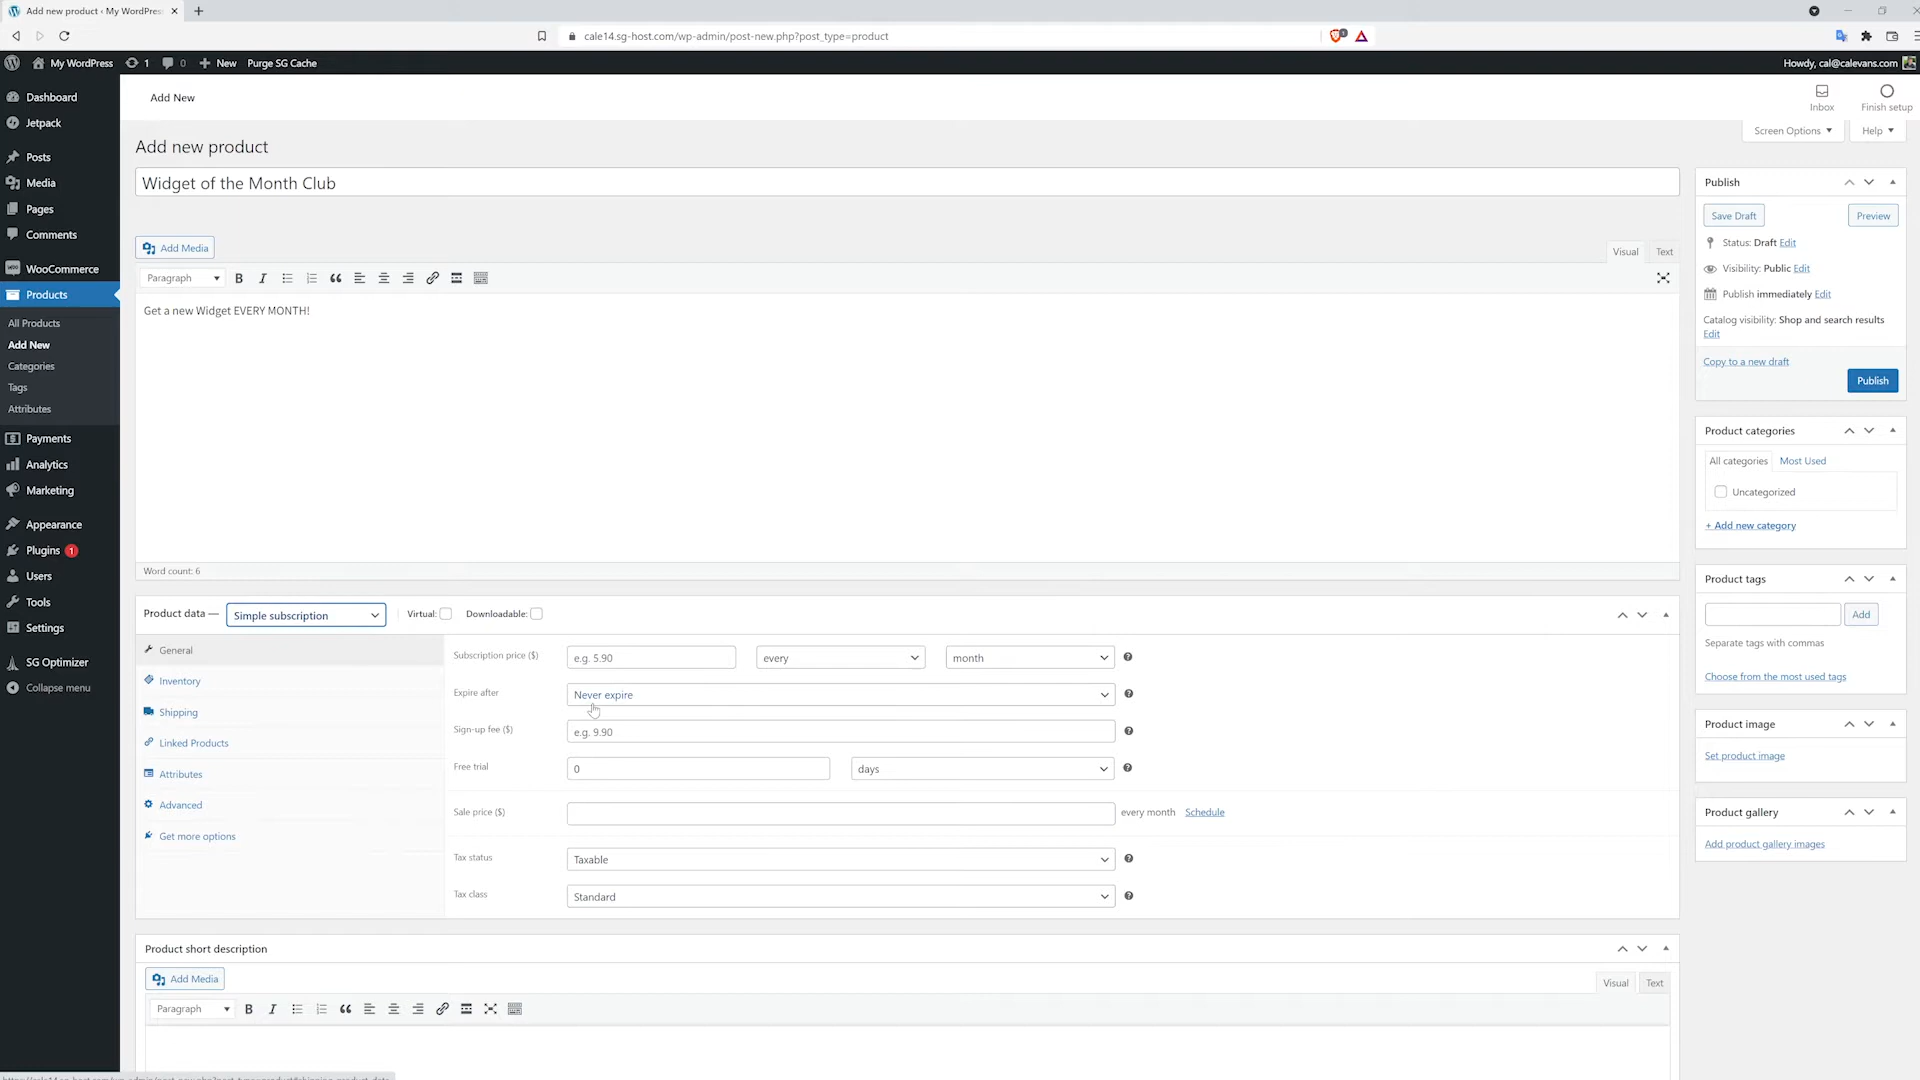 Add new product ‹ My WordPres
cale14.sg-host.com/wp-admin/post-new.php?post_type=product
My WordPress 1 0 New Purge SG Cache
Howdy, cal@calevans.com
Dashboard
Jetpack
Posts
Media
Pages
Comments
WooCommerce
Products
All Products
Add New
Categories
Tags
Attributes
Payments
Analytics
Marketing
Appearance
Plugins 1
Users
Tools
Settings
SG Optimizer
Collapse menu
Add New
Inbox
Finish setup
Screen Options
Help
Add new product
Widget of the Month Club
Add Media
Visual Text
Paragraph
Get a new Widget EVERY MONTH!
Word count: 6
Product data — Simple subscription Virtual: Downloadable:
General
Inventory
Shipping
Linked Products
Attributes
Advanced
Get more options
Subscription price ($) e.g. 5.90 every month
Expire after Never expire
Sign-up fee ($) e.g. 9.90
Free trial 0 days
Sale price ($) every month Schedule
Tax status Taxable
Tax class Standard
Product short description
Add Media
Visual Text
Paragraph
Publish
Save Draft Preview
Status: Draft Edit
Visibility: Public Edit
Publish immediately Edit
Catalog visibility: Shop and search results
Edit
Copy to a new draft
Publish
Product categories
All categories Most Used
Uncategorized
+ Add new category
Product tags
Add
Separate tags with commas
Choose from the most used tags
Product image
Set product image
Product gallery
Add product gallery images